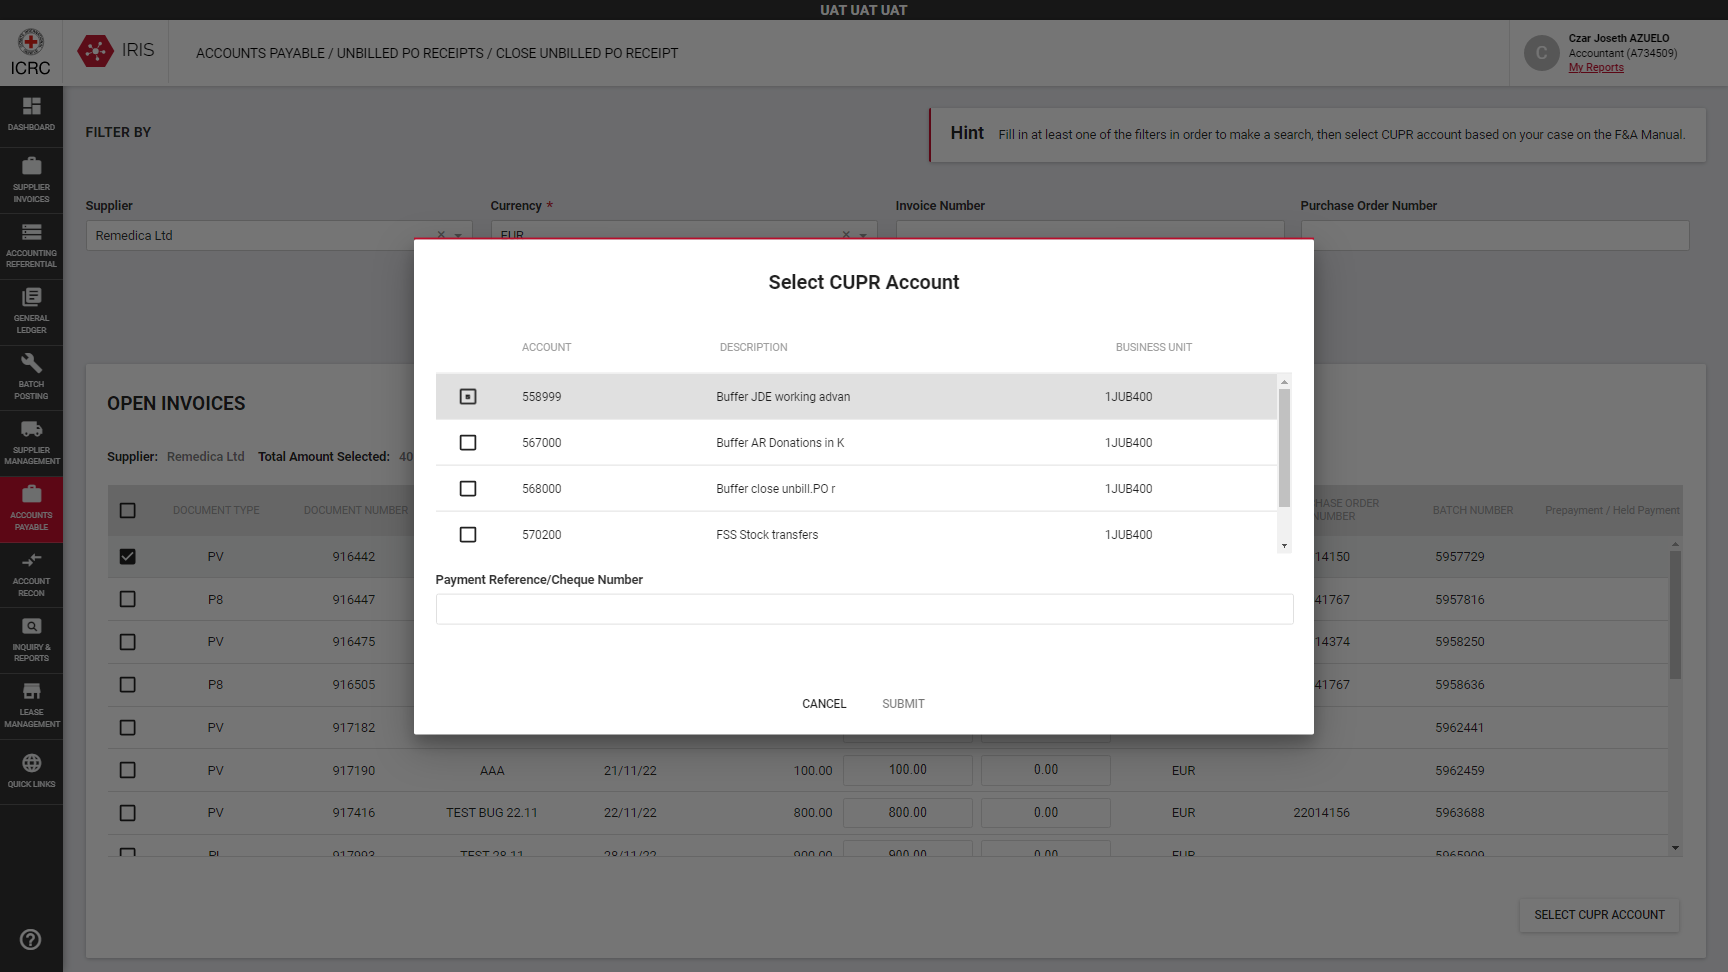 UAT UAT UAT
ICRC
IRIS
ACCOUNTS PAYABLE / UNBILLED PO RECEIPTS / CLOSE UNBILLED PO RECEIPT
C
Czar Joseth AZUELO
Accountant (A734509)
My Reports
DASHBOARD
SUPPLIER
INVOICES
ACCOUNTING
REFERENTIAL
GENERAL
LEDGER
BATCH
POSTING
SUPPLIER
MANAGEMENT
ACCOUNTS
PAYABLE
ACCOUNT
RECON
INQUIRY &
REPORTS
LEASE
MANAGEMENT
QUICK LINKS
FILTER BY
Hint Fill in at least one of the filters in order to make a search, then select CUPR account based on your case on the F&A Manual.
Supplier Currency * Invoice Number Purchase Order Number
Remedica Ltd EUR
Select CUPR Account
ACCOUNT DESCRIPTION BUSINESS UNIT
558999 Buffer JDE working advan 1JUB400
567000 Buffer AR Donations in K 1JUB400
568000 Buffer close unbill.PO r 1JUB400
570200 FSS Stock transfers 1JUB400
Payment Reference/Cheque Number
CANCEL SUBMIT
OPEN INVOICES
Supplier: Remedica Ltd Total Amount Selected: 40
DOCUMENT TYPE DOCUMENT NUMBER HASE ORDER
NUMBER BATCH NUMBER Prepayment / Held Payment
PV 916442 14150 5957729
P8 916447 41767 5957816
PV 916475 14374 5958250
P8 916505 41767 5958636
PV 917182 5962441
PV 917190 AAA 21/11/22 100.00 100.00 0.00 EUR 5962459
PV 917416 TEST BUG 22.11 22/11/22 800.00 800.00 0.00 EUR 22014156 5963688
PL 917993 TEST 28.11 28/11/22 900.00 900.00 0.00 EUR 5965909
SELECT CUPR ACCOUNT